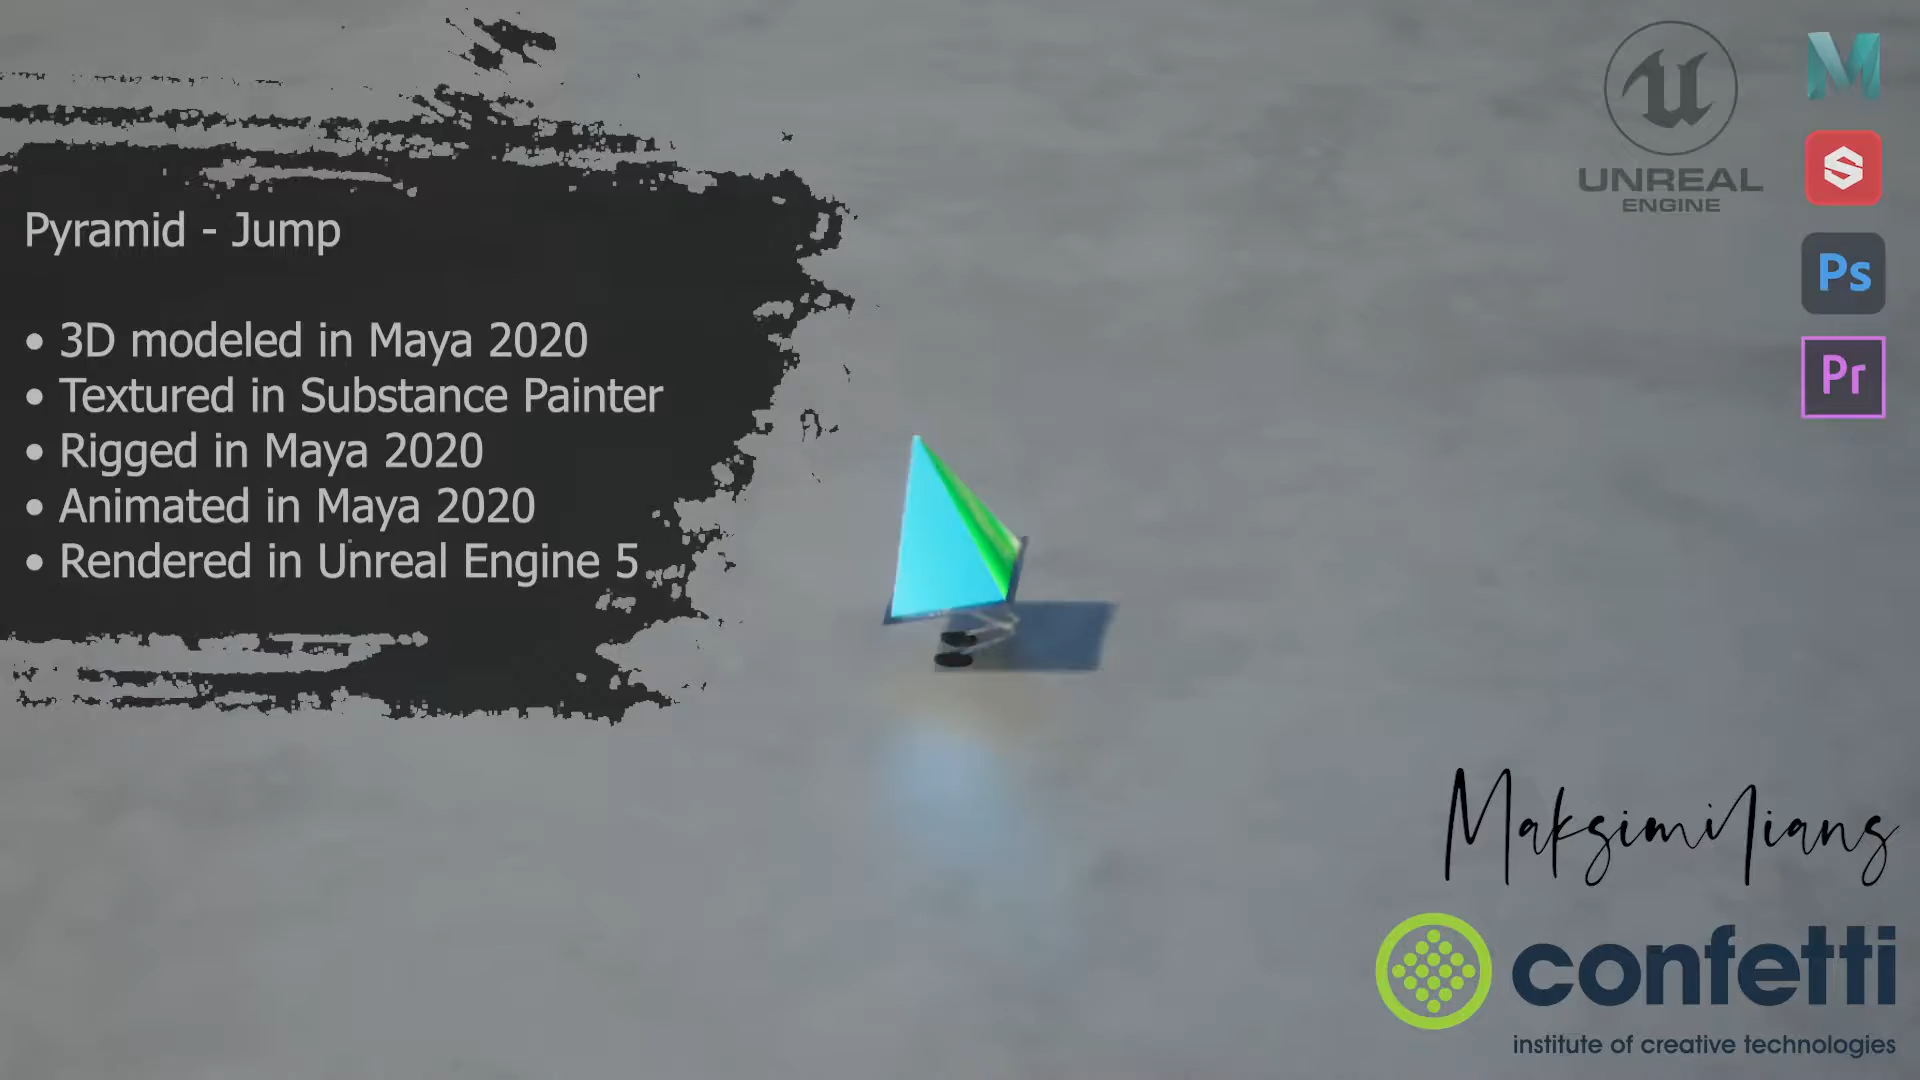 Pyramid - Jump
• 3D modeled in Maya 2020
• Textured in Substance Painter
• Rigged in Maya 2020
• Animated in Maya 2020
• Rendered in Unreal Engine 5
UNREAL
ENGINE
M
S
Ps
Pr
Maksimilians
confetti
institute of creative technologies